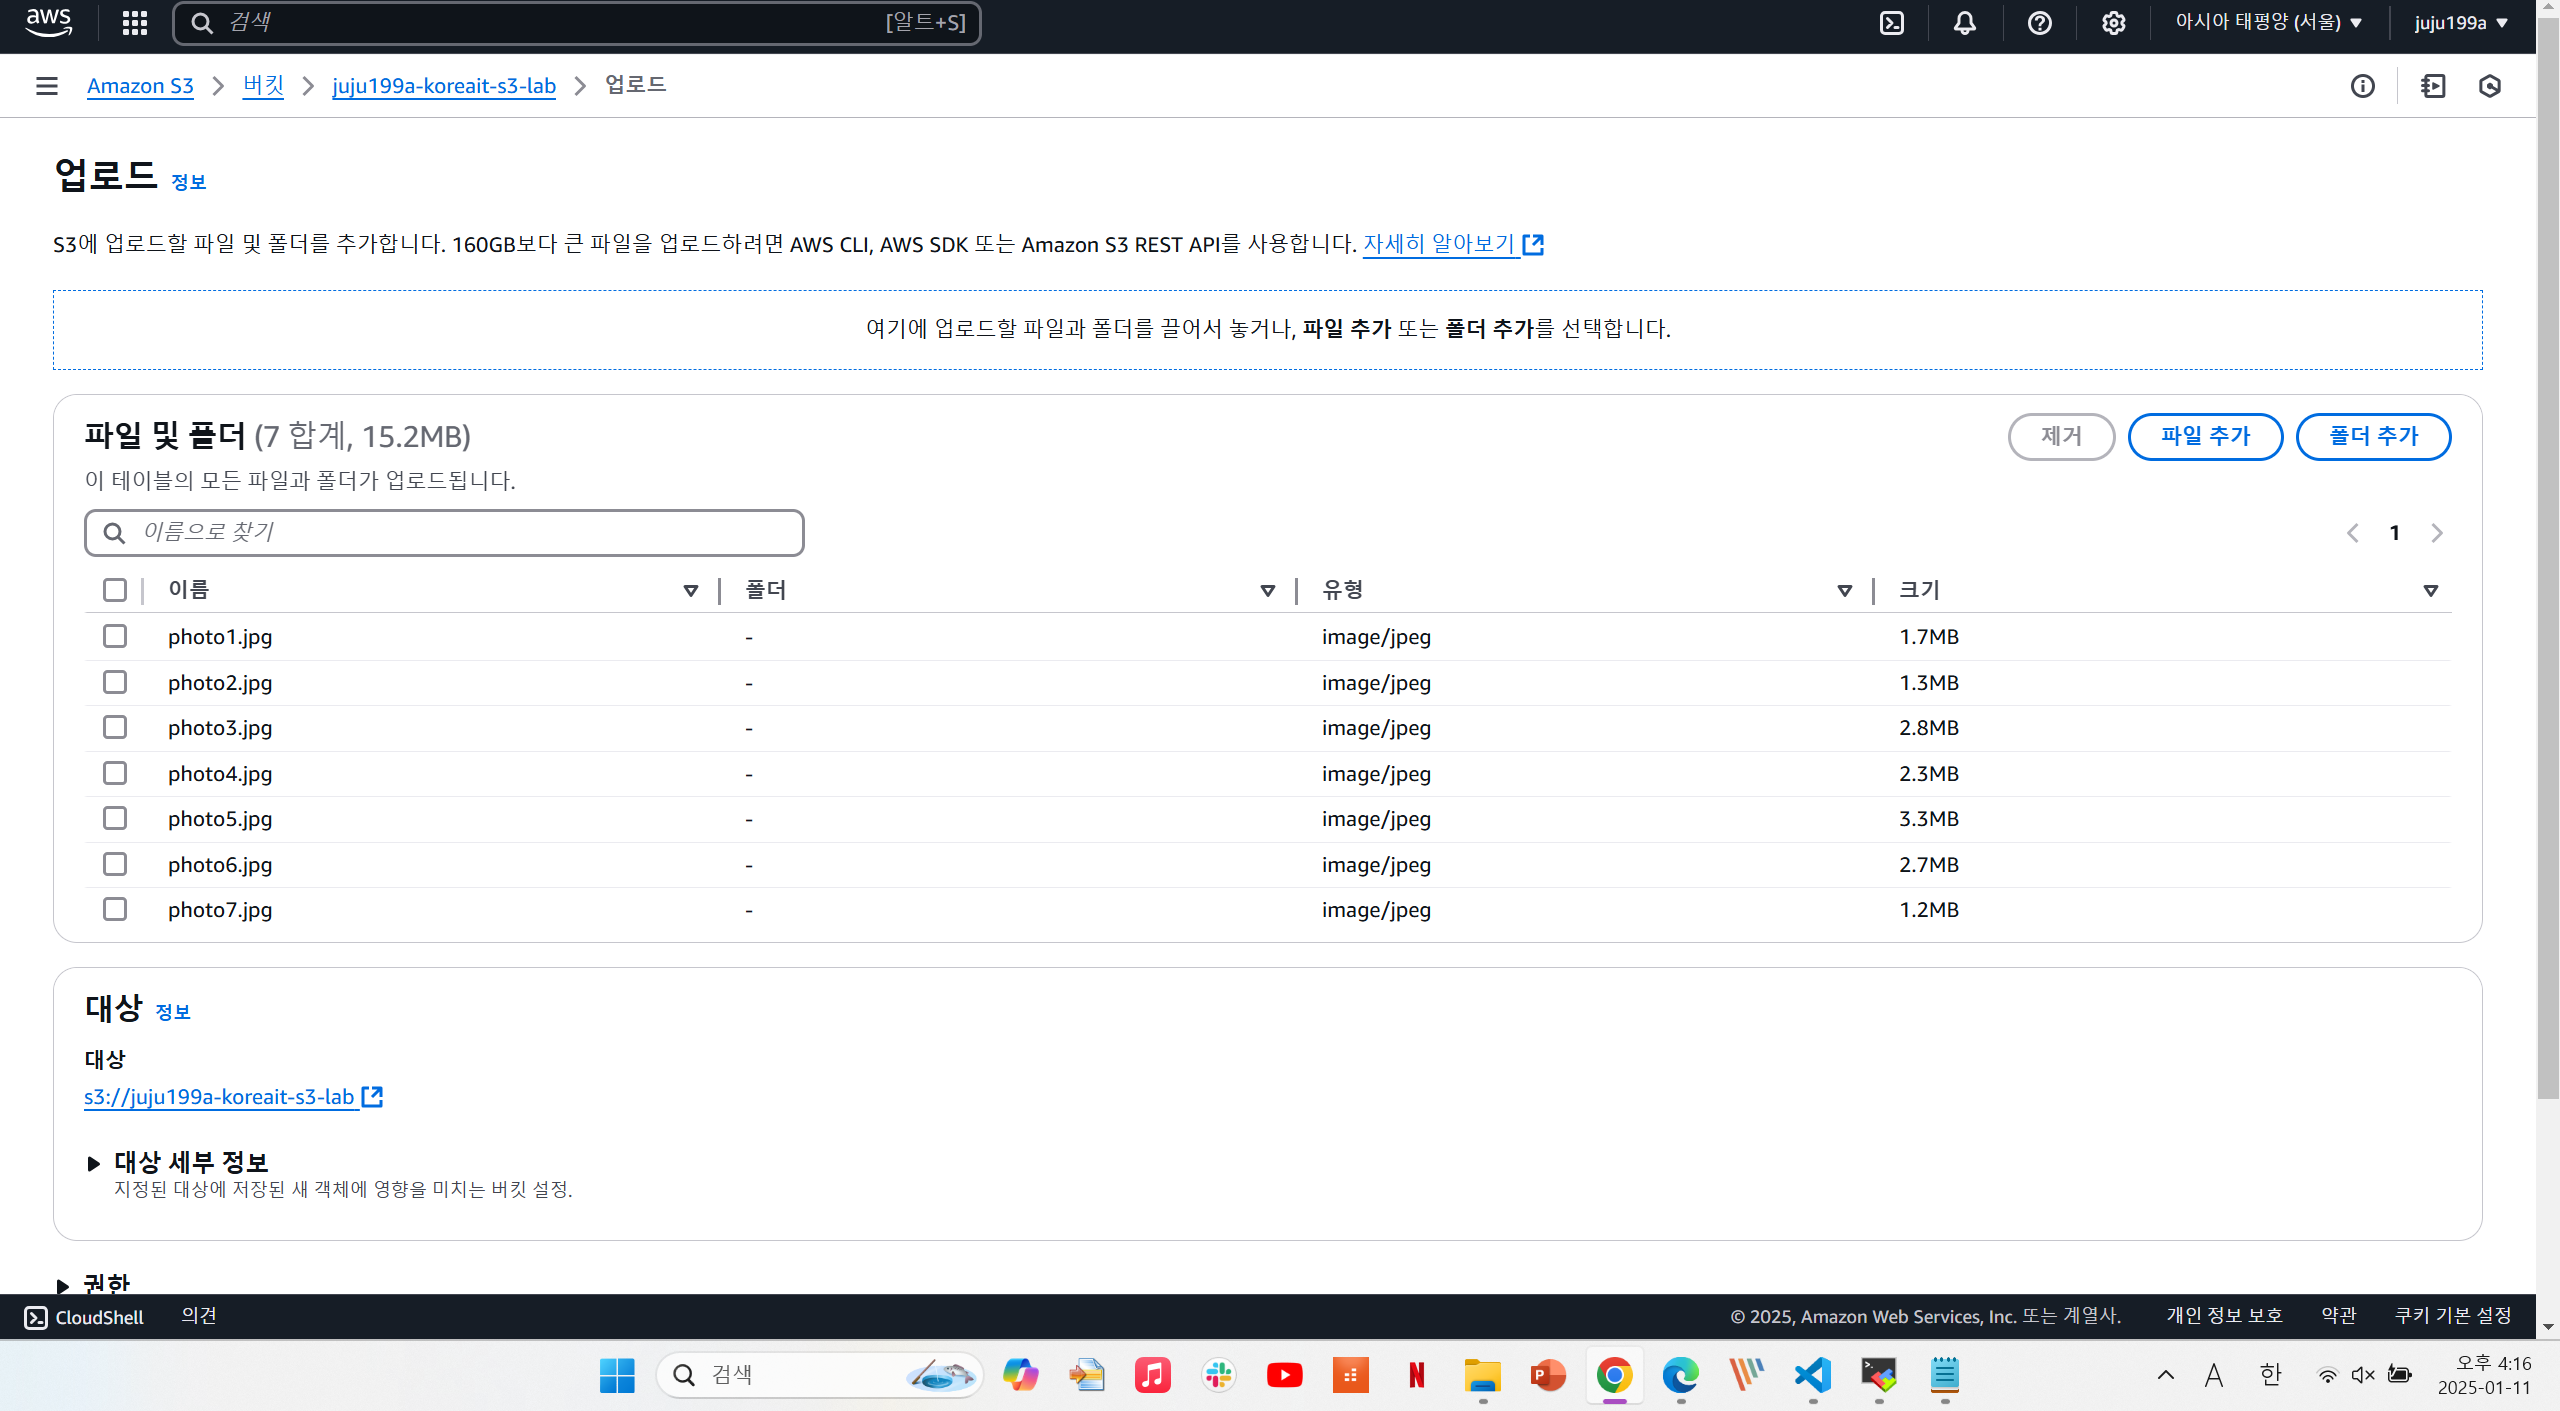 aws
검색
[알트+S]
아시아 태평양 (서울)
juju199a
Amazon S3
버킷
juju199a-koreait-s3-lab
업로드
업로드 정보
S3에 업로드할 파일 및 폴더를 추가합니다. 160GB보다 큰 파일을 업로드하려면 AWS CLI, AWS SDK 또는 Amazon S3 REST API를 사용합니다. 자세히 알아보기
여기에 업로드할 파일과 폴더를 끌어서 놓거나, 파일 추가 또는 폴더 추가를 선택합니다.
파일 및 폴더 (7 합계, 15.2MB)
제거
파일 추가
폴더 추가
이 테이블의 모든 파일과 폴더가 업로드됩니다.
이름으로 찾기
1
이름 폴더 유형 크기
photo1.jpg - image/jpeg 1.7MB
photo2.jpg - image/jpeg 1.3MB
photo3.jpg - image/jpeg 2.8MB
photo4.jpg - image/jpeg 2.3MB
photo5.jpg - image/jpeg 3.3MB
photo6.jpg - image/jpeg 2.7MB
photo7.jpg - image/jpeg 1.2MB
대상 정보
대상
s3://juju199a-koreait-s3-lab
대상 세부 정보
지정된 대상에 저장된 새 객체에 영향을 미치는 버킷 설정.
권한
CloudShell
의견
© 2025, Amazon Web Services, Inc. 또는 계열사.
개인 정보 보호
약관
쿠키 기본 설정
검색
A
한
오후 4:16
2025-01-11